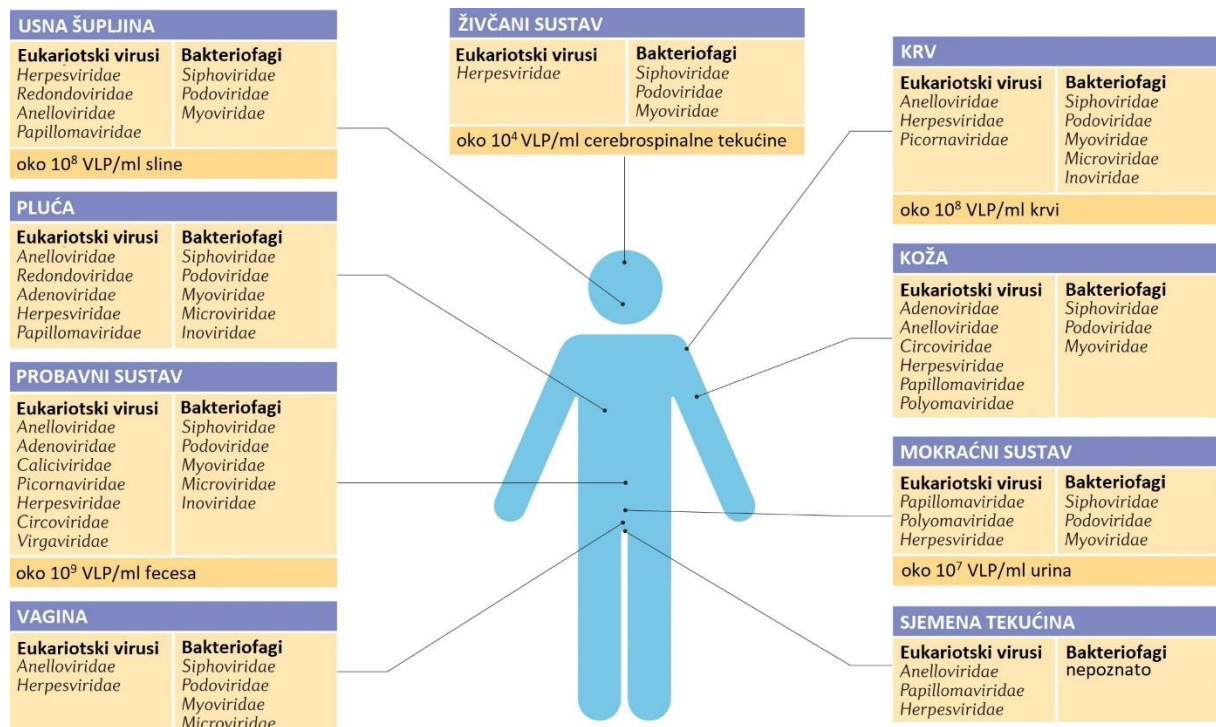 USNA ŠUPLJINA
Eukariotski virusi
Herpesviridae
Redondoviridae
Anelloviridae
Papillomaviridae
Bakteriofagi
Siphoviridae
Podoviridae
Myoviridae
oko 10⁸ VLP/ml sline
PLUĆA
Eukariotski virusi
Anelloviridae
Redondoviridae
Adenoviridae
Herpesviridae
Papillomaviridae
Bakteriofagi
Siphoviridae
Podoviridae
Myoviridae
Microviridae
Inoviridae
PROBAVNI SUSTAV
Eukariotski virusi
Anelloviridae
Adenoviridae
Caliciviridae
Picornaviridae
Herpesviridae
Circoviridae
Virgaviridae
Bakteriofagi
Siphoviridae
Podoviridae
Myoviridae
Microviridae
Inoviridae
oko 10⁹ VLP/ml fecesa
VAGINA
Eukariotski virusi
Anelloviridae
Herpesviridae
Bakteriofagi
Siphoviridae
Podoviridae
Myoviridae
Microviridae
ŽIVČANI SUSTAV
Eukariotski virusi
Herpesviridae
Bakteriofagi
Siphoviridae
Podoviridae
Myoviridae
oko 10⁴ VLP/ml cerebrospinalne tekućine
KRV
Eukariotski virusi
Anelloviridae
Herpesviridae
Picornaviridae
Bakteriofagi
Siphoviridae
Podoviridae
Myoviridae
Microviridae
Inoviridae
oko 10⁸ VLP/ml krvi
KOŽA
Eukariotski virusi
Adenoviridae
Anelloviridae
Circoviridae
Herpesviridae
Papillomaviridae
Polyomaviridae
Bakteriofagi
Siphoviridae
Podoviridae
Myoviridae
MOKRAĆNI SUSTAV
Eukariotski virusi
Papillomaviridae
Polyomaviridae
Herpesviridae
Bakteriofagi
Siphoviridae
Podoviridae
Myoviridae
oko 10⁷ VLP/ml urina
SJEMENA TEKUĆINA
Eukariotski virusi
Anelloviridae
Papillomaviridae
Herpesviridae
Bakteriofagi
nepoznato